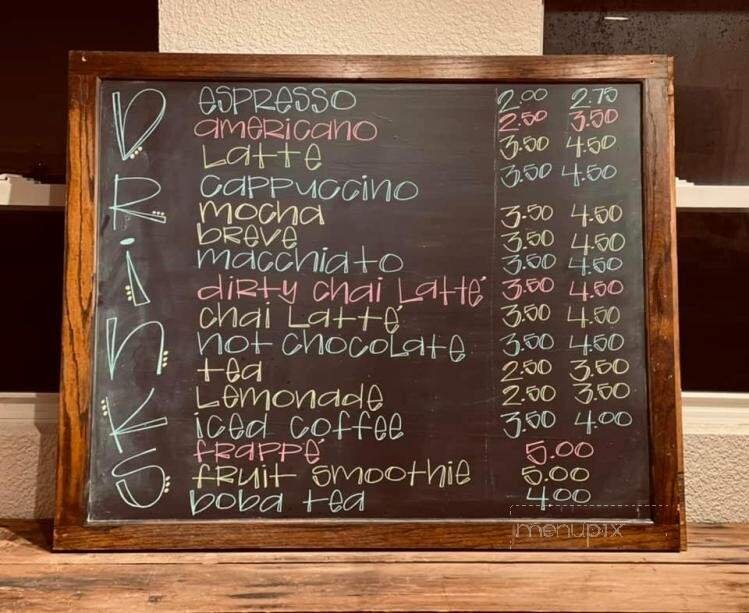 DRINKS
ESPRESSO 2.00 2.75
AMERICANO 2.50 3.50
LATTE 3.50 4.50
CAPPUCCINO 3.50 4.50
MOCHA 3.50 4.50
BREVE 3.50 4.50
MACCHIATO 3.50 4.50
DIRTY CHAI LATTÉ 3.50 4.50
CHAI LATTÉ 3.50 4.50
HOT CHOCOLATE 3.50 4.50
TEA 2.50 3.50
LEMONADE 2.50 3.50
ICED COFFEE 3.50 4.00
FRAPPÉ 5.00
FRUIT SMOOTHIE 5.00
BOBA TEA 4.00
menupix